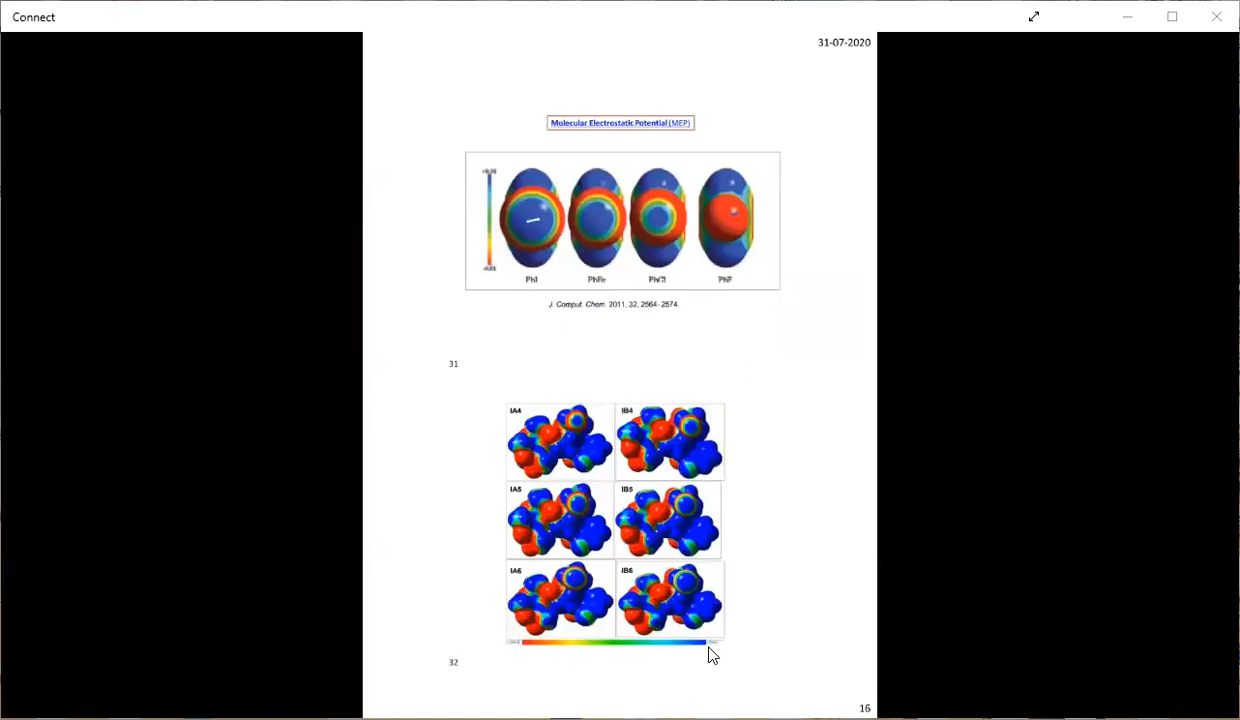 Connect
31-07-2020
Molecular Electrostatic Potential (MEP)
PhI PhBr PhCl PhF
J. Comput. Chem. 2011, 32, 2564-2574.
31
IA4 IB4
IA5 IB5
IA6 IB6
32
16